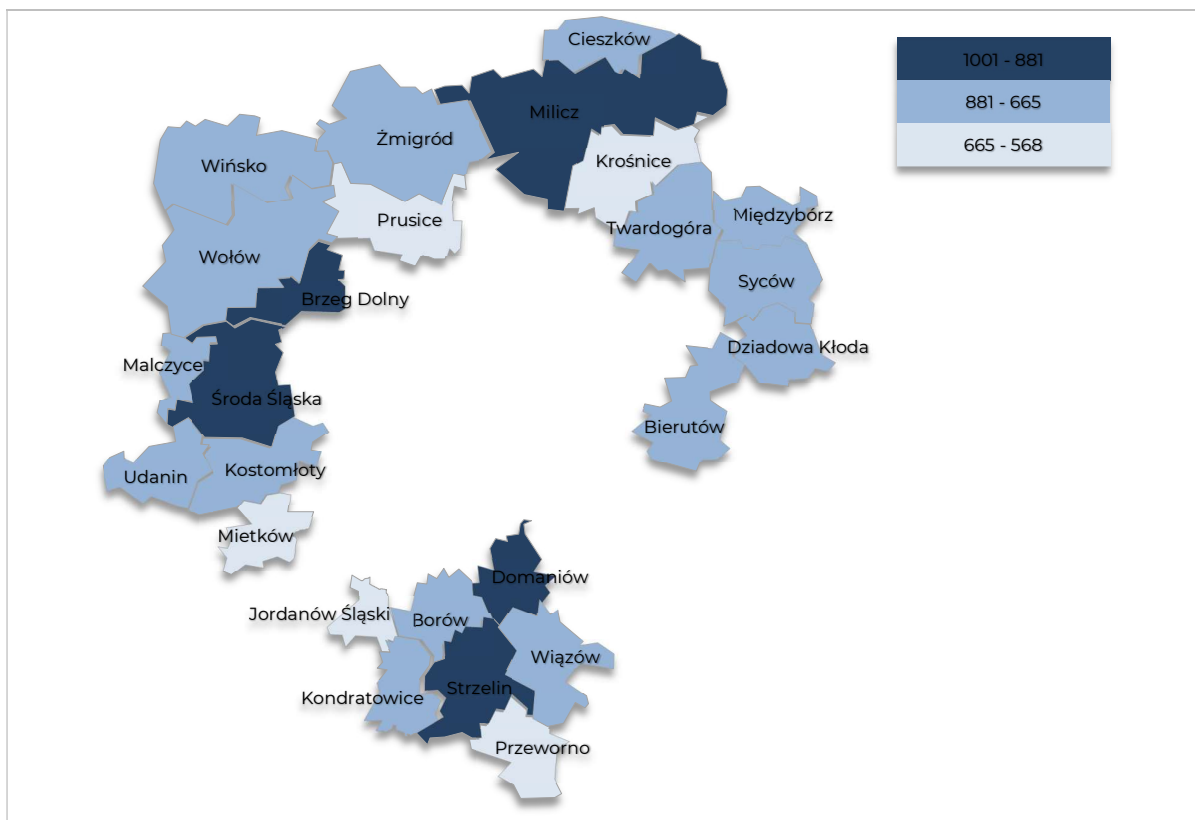 Cieszków
1001 - 881
881 - 665
665 - 568
Milicz
Żmigród
Krośnice
Wińsko
Prusice
Twardogóra
Międzybórz
Wołów
Syców
Brzeg Dolny
Dziadowa Kłoda
Malczyce
Środa Śląska
Bierutów
Udanin
Kostomłoty
Mietków
Domaniów
Jordanów Śląski
Borów
Wiązów
Strzelin
Kondratowice
Przeworno